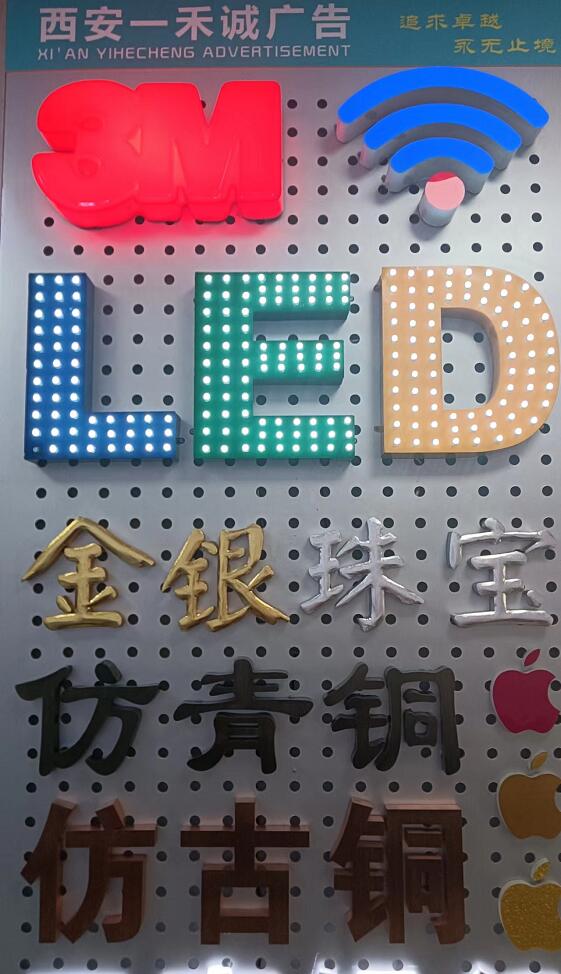 西安一禾诚广告
XI'AN YIHECHENG ADVERTISEMENT
追求卓越
永无止境
3M
LED
金银珠宝
仿青铜
仿古铜